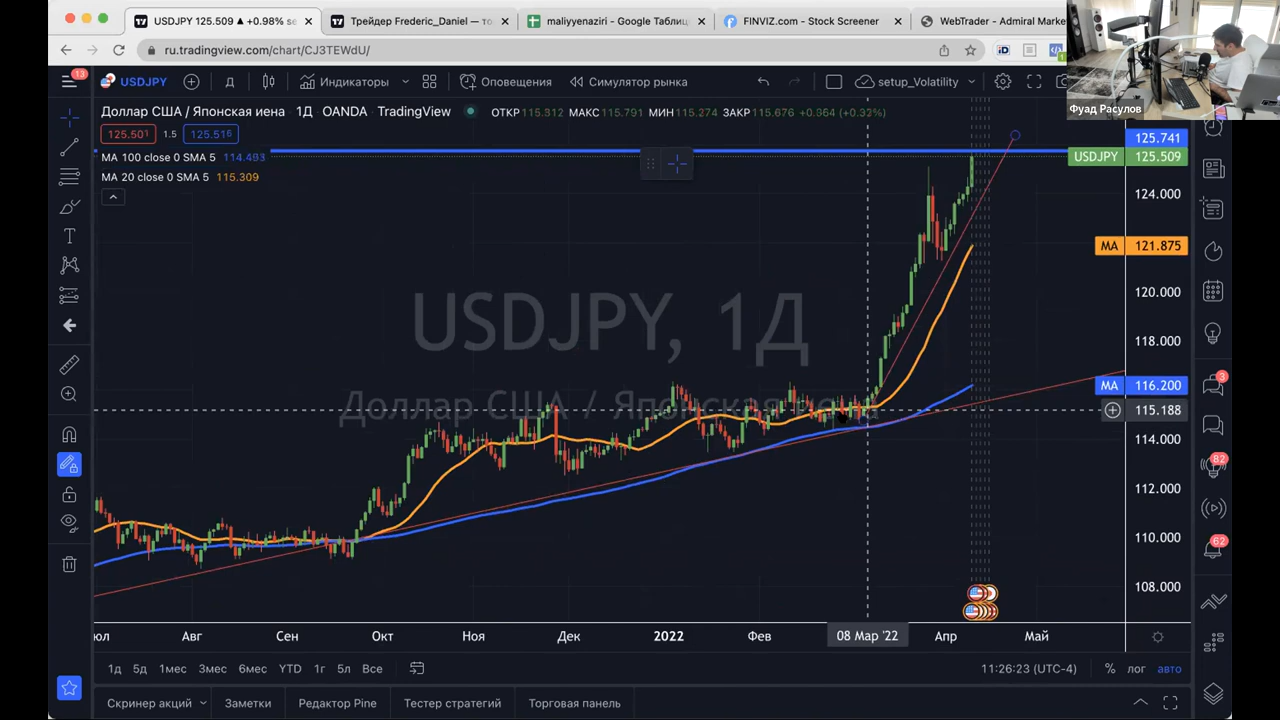 USDJPY 125.509 ▲ +0.98% se
Трейдер Frederic_Daniel — то
maliyyenaziri - Google Таблиц
FINVIZ.com - Stock Screener
WebTrader - Admiral Marke
ru.tradingview.com/chart/CJ3TEWdU/
Фуад Расулов
13
USDJPY
Д
Индикаторы
Оповещения
Симулятор рынка
setup_Volatility
Доллар США / Японская иена · 1Д · OANDA · TradingView
ОТКР 115.312 МАКС 115.791 МИН 115.274 ЗАКР 115.676 +0.364 (+0.32%)
125.501 1.5 125.516
MA 100 close 0 SMA 5 114.493
MA 20 close 0 SMA 5 115.309
125.741
USDJPY 125.509
124.000
MA 121.875
120.000
118.000
MA 116.200
115.188
114.000
112.000
110.000
108.000
USDJPY, 1Д
Доллар США / Японская иена
3
82
62
юл Авг Сен Окт Ноя Дек 2022 Фев 08 Мар '22 Апр Май
1д 5д 1мес 3мес 6мес YTD 1г 5л Все
11:26:23 (UTC-4) % лог авто
Скринер акций Заметки Редактор Pine Тестер стратегий Торговая панель